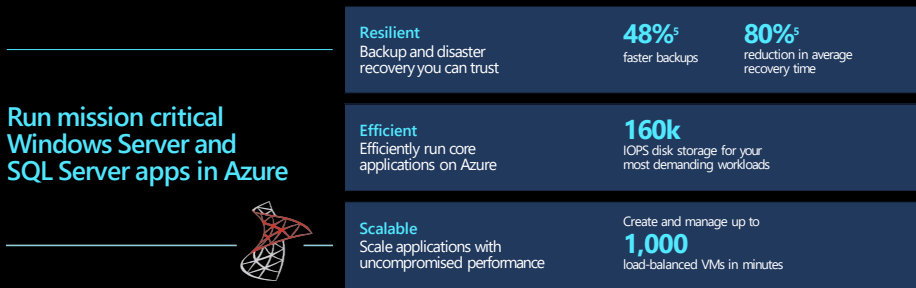 Run mission critical
Windows Server and
SQL Server apps in Azure
Resilient
Backup and disaster
recovery you can trust
48%⁵
faster backups
80%⁵
reduction in average
recovery time
Efficient
Efficiently run core
applications on Azure
160k
IOPS disk storage for your
most demanding workloads
Scalable
Scale applications with
uncompromised performance
Create and manage up to
1,000
load-balanced VMs in minutes